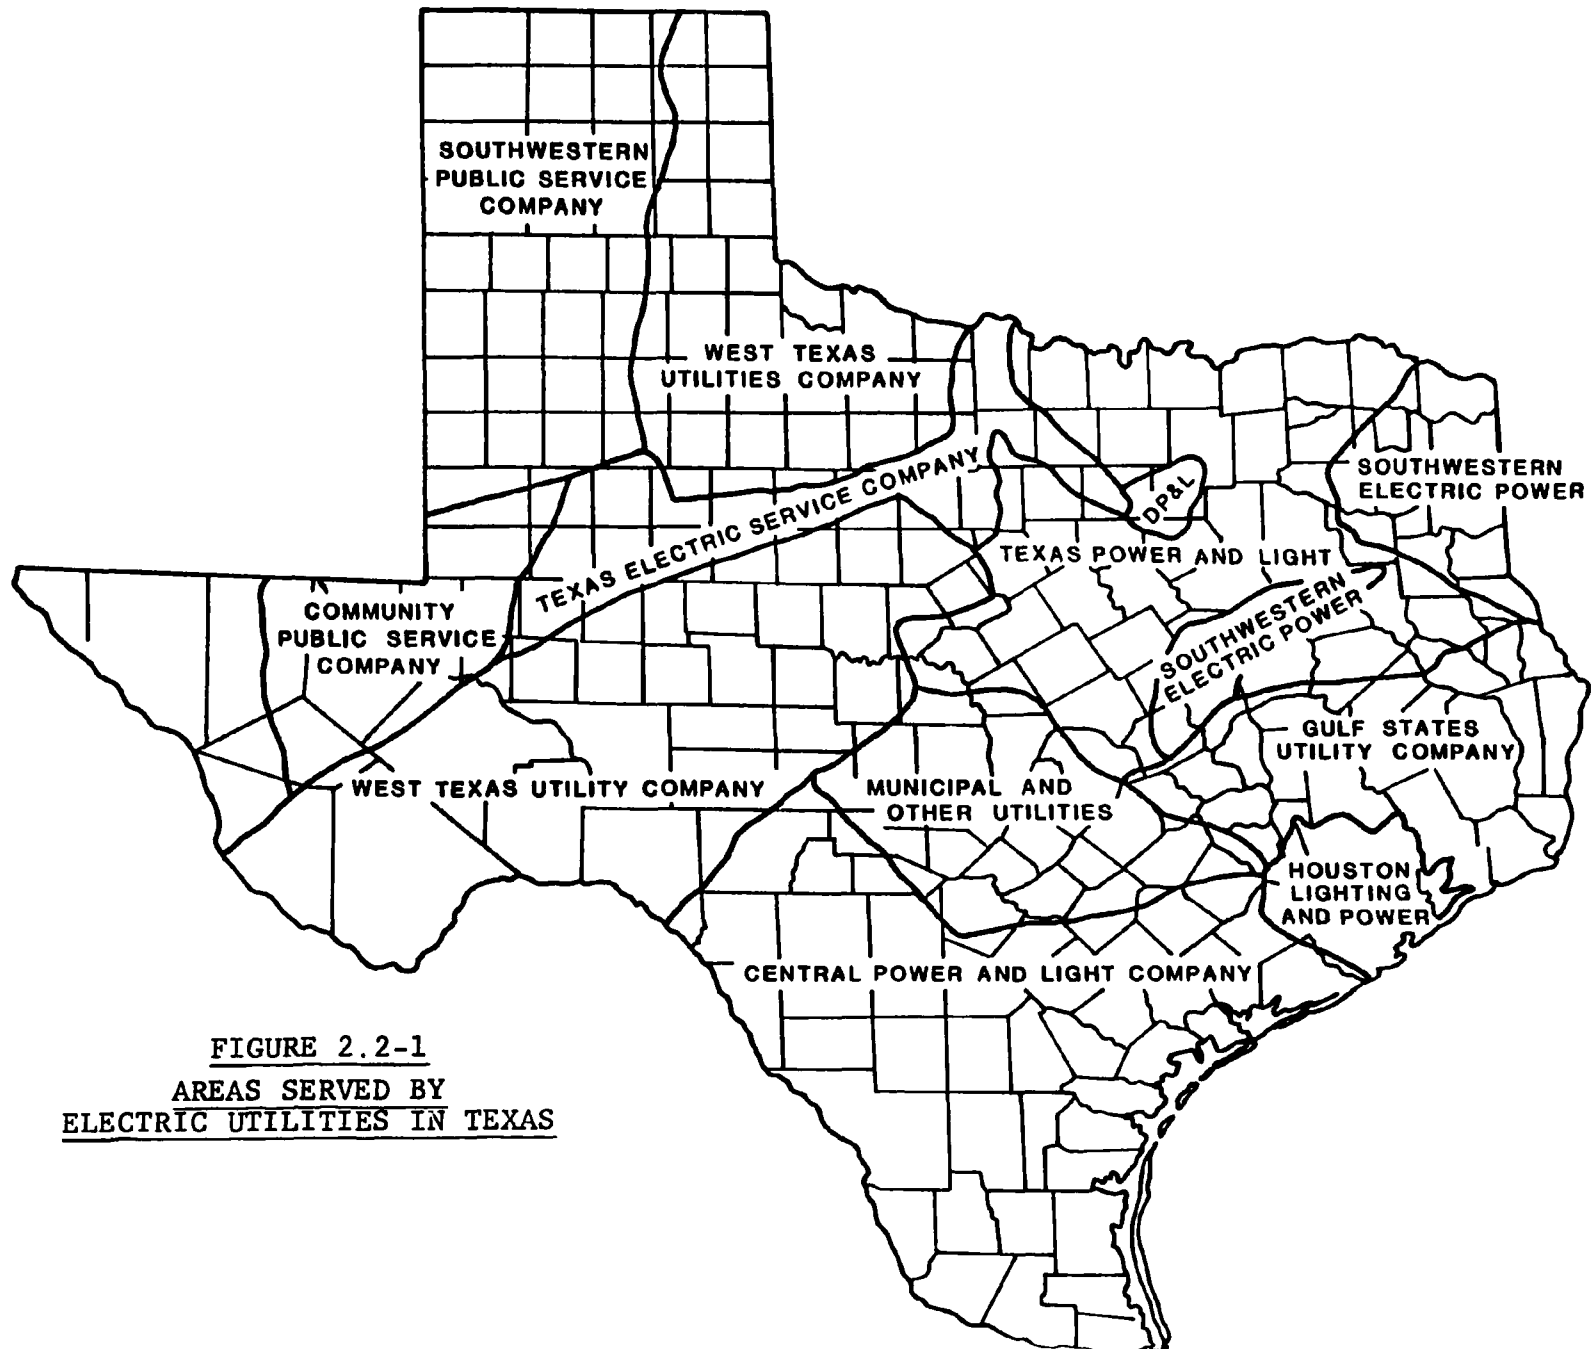 SOUTHWESTERN
PUBLIC SERVICE
COMPANY
WEST TEXAS
UTILITIES COMPANY
TEXAS ELECTRIC SERVICE COMPANY
SOUTHWESTERN
ELECTRIC POWER
DP&L
TEXAS POWER AND LIGHT
COMMUNITY
PUBLIC SERVICE
COMPANY
SOUTHWESTERN
ELECTRIC POWER
GULF STATES
UTILITY COMPANY
WEST TEXAS UTILITY COMPANY
MUNICIPAL AND
OTHER UTILITIES
HOUSTON
LIGHTING
AND POWER
CENTRAL POWER AND LIGHT COMPANY
FIGURE 2.2-1
AREAS SERVED BY
ELECTRIC UTILITIES IN TEXAS